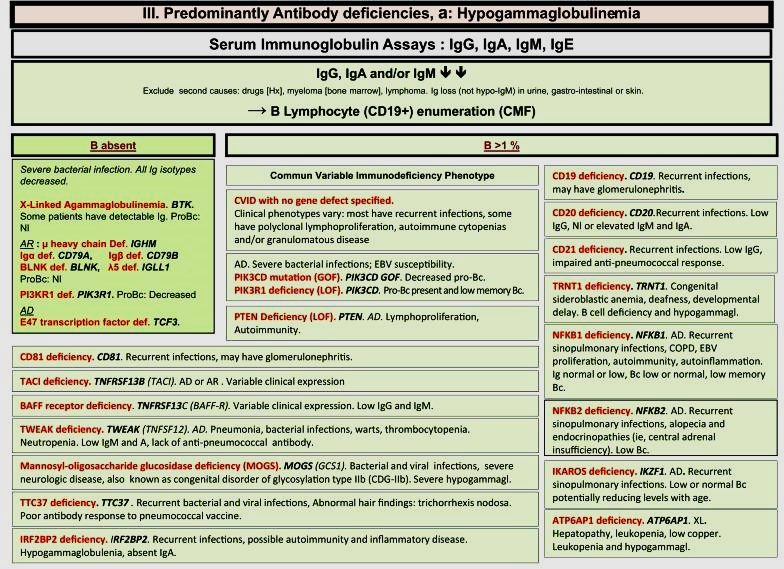 III. Predominantly Antibody deficiencies, a: Hypogammaglobulinemia
Serum Immunoglobulin Assays : IgG, IgA, IgM, IgE
IgG, IgA and/or IgM 🡻 🡻
Exclude second causes: drugs [Hx], myeloma [bone marrow], lymphoma. Ig loss (not hypo-IgM) in urine, gastro-intestinal or skin.
→ B Lymphocyte (CD19+) enumeration (CMF)
B absent
Severe bacterial infection. All Ig isotypes
decreased.
X-Linked Agammaglobulinemia. BTK.
Some patients have detectable G. ProBc:
NI
AR : μ heavy chain Def. IGHM
Igα def. CD79A, Igβ def. CD79B
BLNK def. BLNK, λ5 def. IGLL1
ProBc: NI
PI3KR1 def. PIK3R1. ProBc: Decreased
AD
E47 transcription factor def. TCF3.
B >1 %
Commun Variable Immunodeficiency Phenotype
CVID with no gene defect specified.
Clinical phenotypes vary: most have recurrent infections, some
have polyclonal lymphoproliferation, autoimmune cytopenias
and/or granulomatous disease
AD. Severe bacterial infections; EBV susceptibility.
PIK3CD mutation (GOF). PIK3CD GOF. Decreased pro-Bc.
PIK3R1 deficiency (LOF). PIK3CD. Pro-Bc present and low memory Bc.
PTEN Deficiency (LOF). PTEN. AD. Lymphoproliferation,
Autoimmunity.
CD81 deficiency. CD81. Recurrent infections, may have glomerulonephritis.
TACI deficiency. TNFRSF13B (TACI). AD or AR . Variable clinical expression
BAFF receptor deficiency. TNFRSF13C (BAFF-R). Variable clinical expression. Low IgG and IgM.
TWEAK deficiency. TWEAK (TNFSF12). AD. Pneumonia, bacterial infections, warts, thrombocytopenia.
Neutropenia. Low IgM and A, lack of anti-pneumococcal antibody.
Mannosyl-oligosaccharide glucosidase deficiency (MOGS). MOGS (GCS1). Bacterial and viral infections, severe
neurologic disease, also known as congenital disorder of glycosylation type IIb (CDG-IIb). Severe hypogammagl.
TTC37 deficiency. TTC37 . Recurrent bacterial and viral infections, Abnormal hair findings: trichorrhexis nodosa.
Poor antibody response to pneumococcal vaccine.
IRF2BP2 deficiency. IRF2BP2. Recurrent infections, possible autoimmunity and inflammatory disease.
Hypogammaglobulenia, absent IgA.
CD19 deficiency. CD19. Recurrent infections,
may have glomerulonephritis.
CD20 deficiency. CD20.Recurrent infections. Low
IgG, NI or elevated IgM and IgA.
CD21 deficiency. Recurrent infections. Low IgG,
impaired anti-pneumococcal response.
TRNT1 deficiency. TRNT1. Congenital
sideroblastic anemia, deafness, developmental
delay. B cell deficiency and hypogammagl.
NFKB1 deficiency. NFKB1. AD. Recurrent
sinopulmonary infections, COPD, EBV
proliferation, autoimmunity, autoinflammation.
Ig normal or low, Bc low or normal, low memory
Bc.
NFKB2 deficiency. NFKB2. AD. Recurrent
sinopulmonary infections, alopecia and
endocrinopathies (ie, central adrenal
insufficiency). Low Bc.
IKAROS deficiency. IKZF1. AD. Recurrent
sinopulmonary infections. Low or normal Bc
potentially reducing levels with age.
ATP6AP1 deficiency. ATP6AP1. XL.
Hepatopathy, leukopenia, low copper.
Leukopenia and hypogammagl.